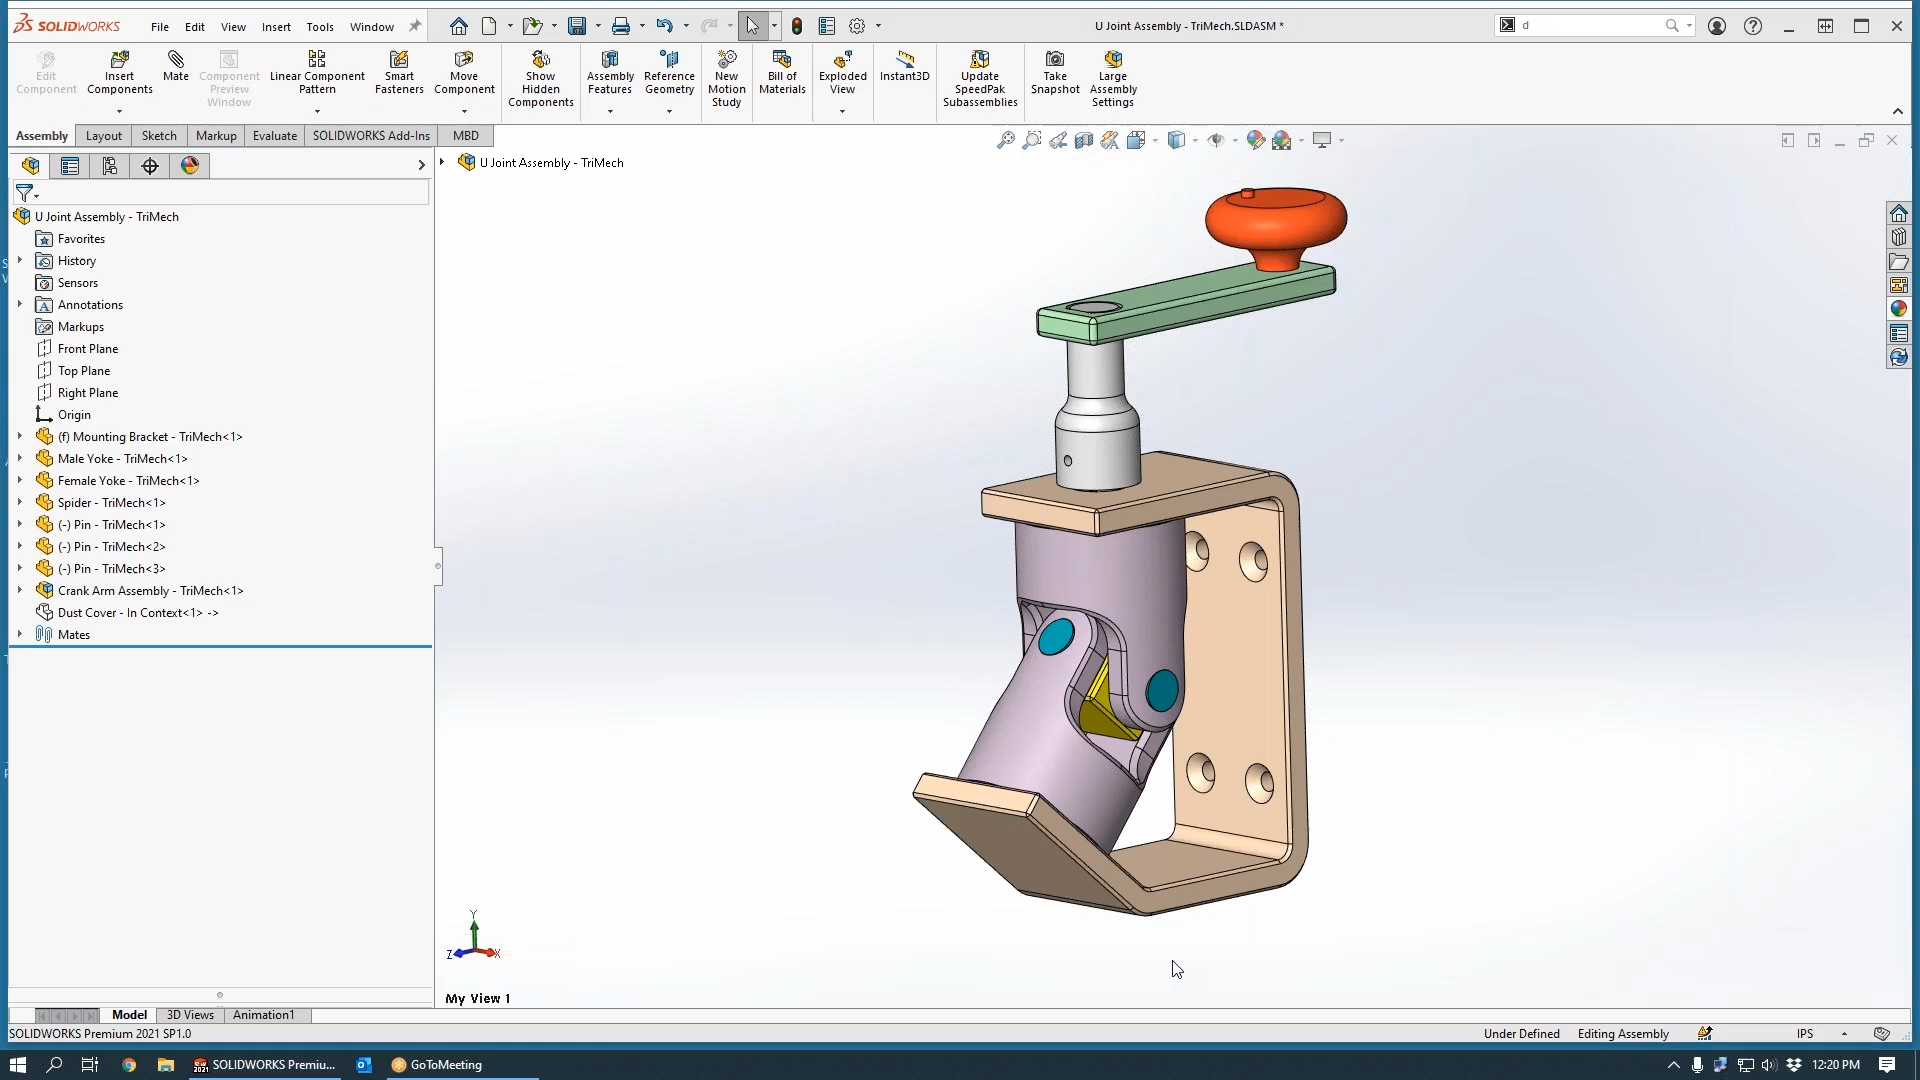 SOLIDWORKS File Edit View Insert Tools Window
U Joint Assembly - TriMech.SLDASM *
d
Edit Component
Insert Components
Mate
Component Preview Window
Linear Component Pattern
Smart Fasteners
Move Component
Show Hidden Components
Assembly Features
Reference Geometry
New Motion Study
Bill of Materials
Exploded View
Instant3D
Update SpeedPak Subassemblies
Take Snapshot
Large Assembly Settings
Assembly Layout Sketch Markup Evaluate SOLIDWORKS Add-Ins MBD
U Joint Assembly - TriMech
U Joint Assembly - TriMech
Favorites
History
Sensors
Annotations
Markups
Front Plane
Top Plane
Right Plane
Origin
(f) Mounting Bracket - TriMech<1>
Male Yoke - TriMech<1>
Female Yoke - TriMech<1>
Spider - TriMech<1>
(-) Pin - TriMech<1>
(-) Pin - TriMech<2>
(-) Pin - TriMech<3>
Crank Arm Assembly - TriMech<1>
Dust Cover - In Context<1> ->
Mates
Y
Z X
My View 1
Model 3D Views Animation1
SOLIDWORKS Premium 2021 SP1.0
Under Defined Editing Assembly IPS
SOLIDWORKS Premiu... GoToMeeting 12:20 PM